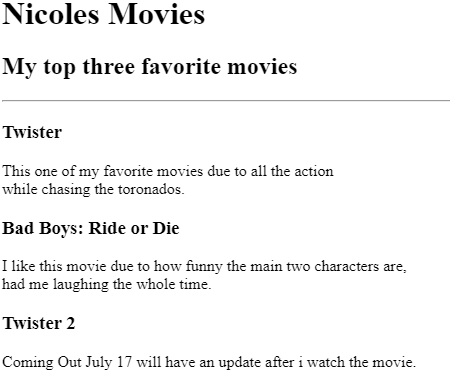 Nicoles Movies
My top three favorite movies
Twister
This one of my favorite movies due to all the action
while chasing the toronados.
Bad Boys: Ride or Die
I like this movie due to how funny the main two characters are,
had me laughing the whole time.
Twister 2
Coming Out July 17 will have an update after i watch the movie.